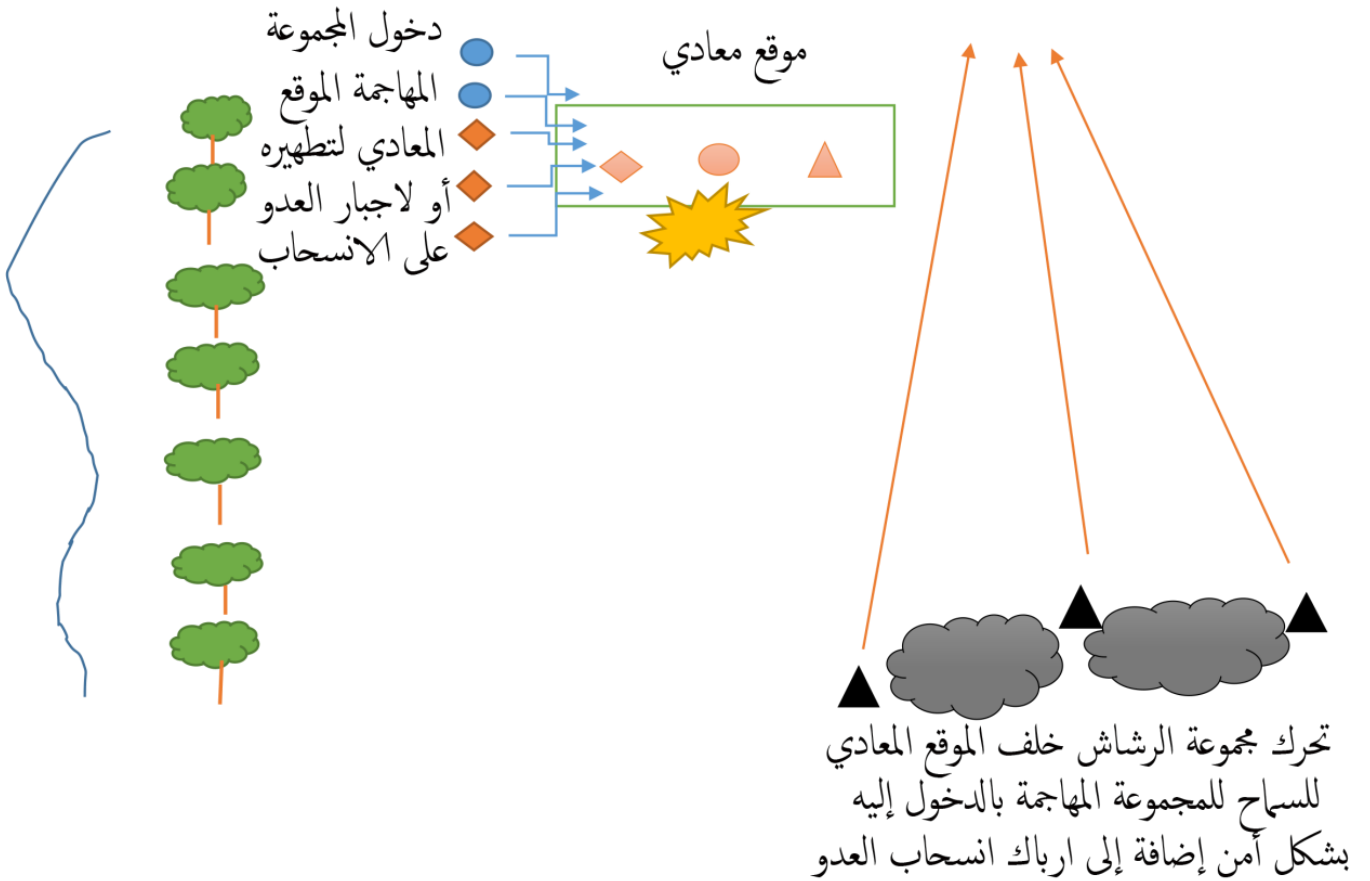 موقع معادي
دخول المجموعة
المهاجمة الموقع
المعادي لتطهيره
أو لاجبار العدو
على الانسحاب
تحرك مجموعة الرشاش خلف الموقع المعادي
للسماح للمجموعة المهاجمة بالدخول إليه
بشكل أمن إضافة إلى ارباك انسحاب العدو